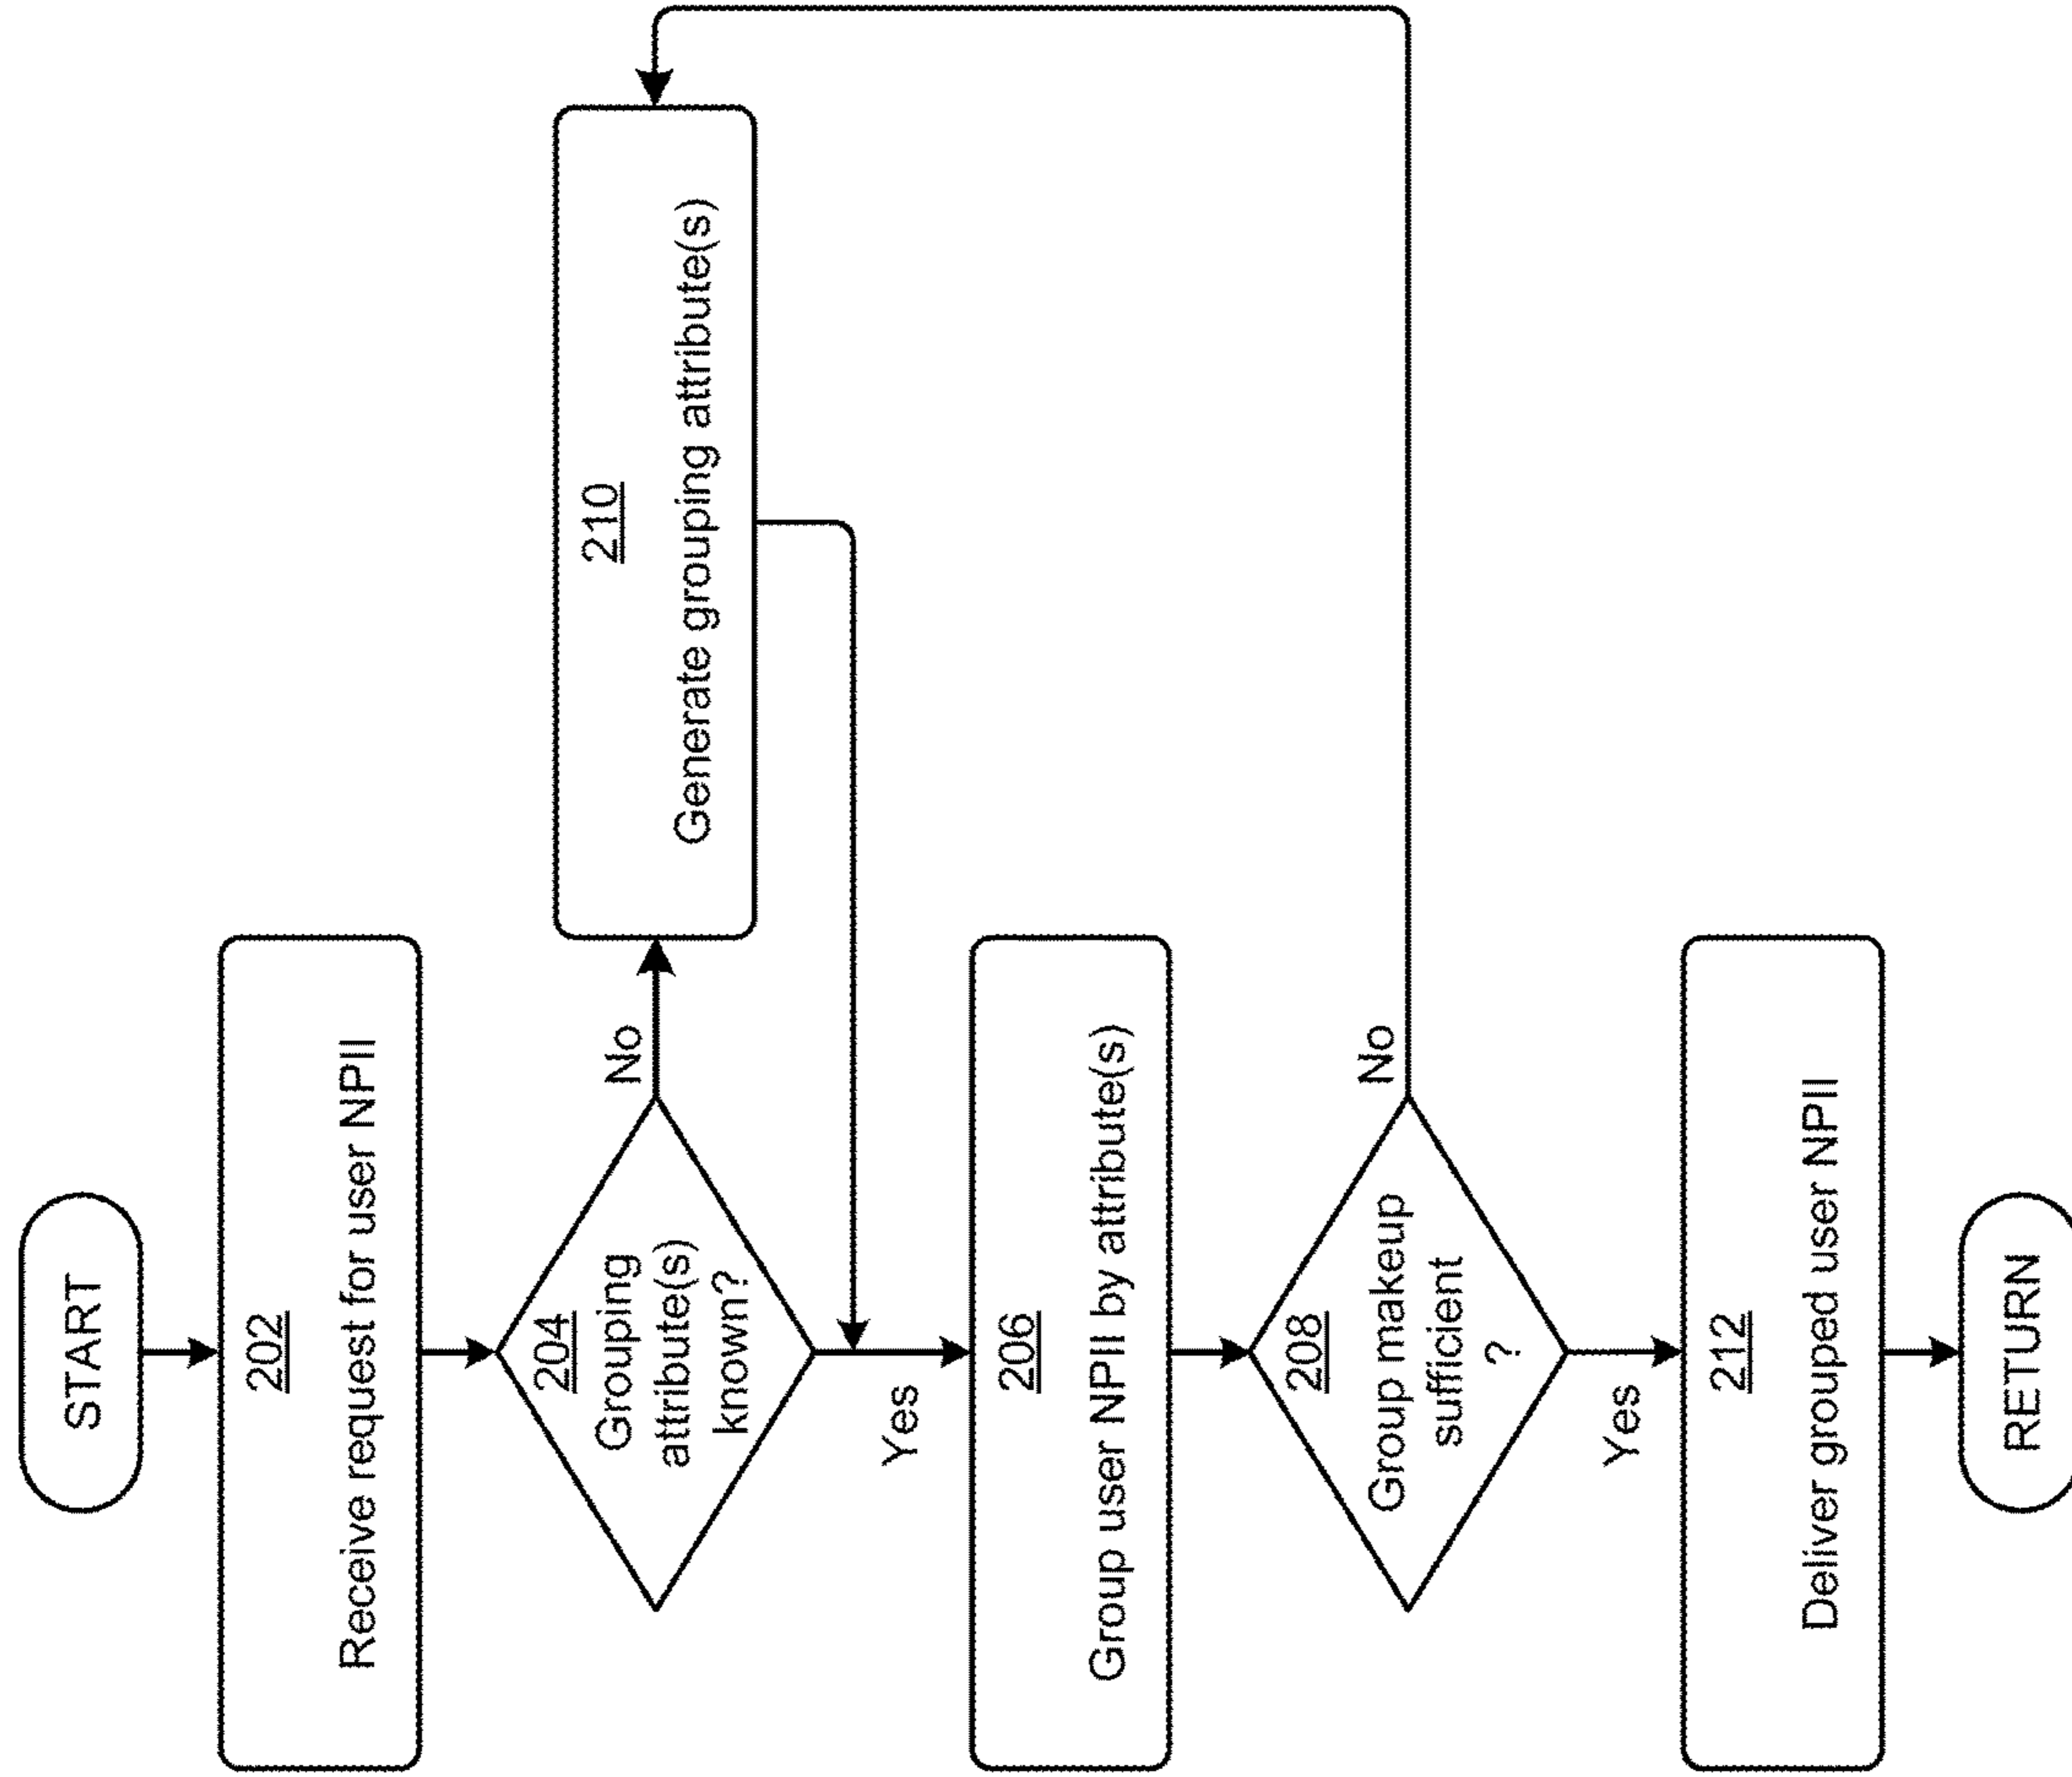 START
202
Receive request for user NPII
204
Grouping
attribute(s)
known?
No
Yes
210
Generate grouping attribute(s)
206
Group user NPII by attribute(s)
208
Group makeup
sufficient
?
No
Yes
212
Deliver grouped user NPII
RETURN